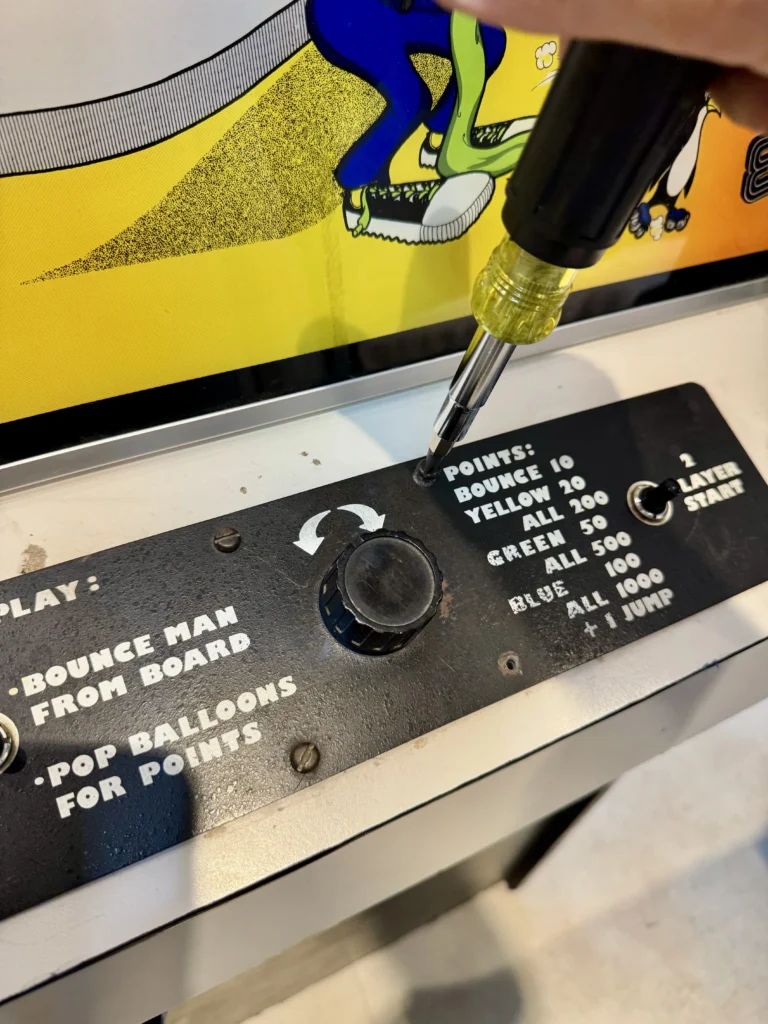 PLAY:
· BOUNCE MAN
FROM BOARD
· POP BALLOONS
FOR POINTS
POINTS:
BOUNCE 10
YELLOW 20
ALL 200
GREEN 50
ALL 500
BLUE 100
ALL 1000
+ 1 JUMP
2
PLAYER
START